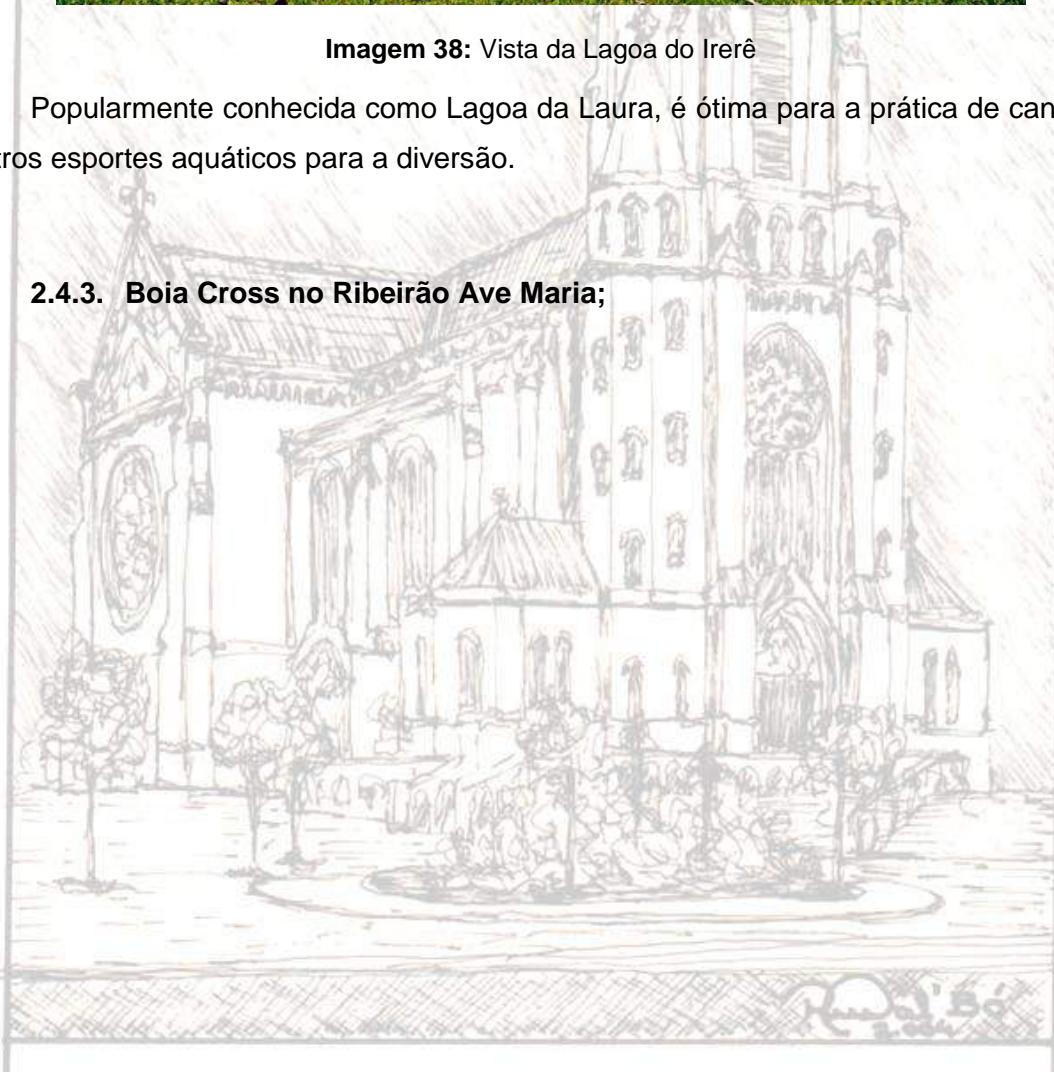 Imagem 38: Vista da Lagoa do Irerê
Popularmente conhecida como Lagoa da Laura, é ótima para a prática de can
tros esportes aquáticos para a diversão.
2.4.3. Boia Cross no Ribeirão Ave Maria;